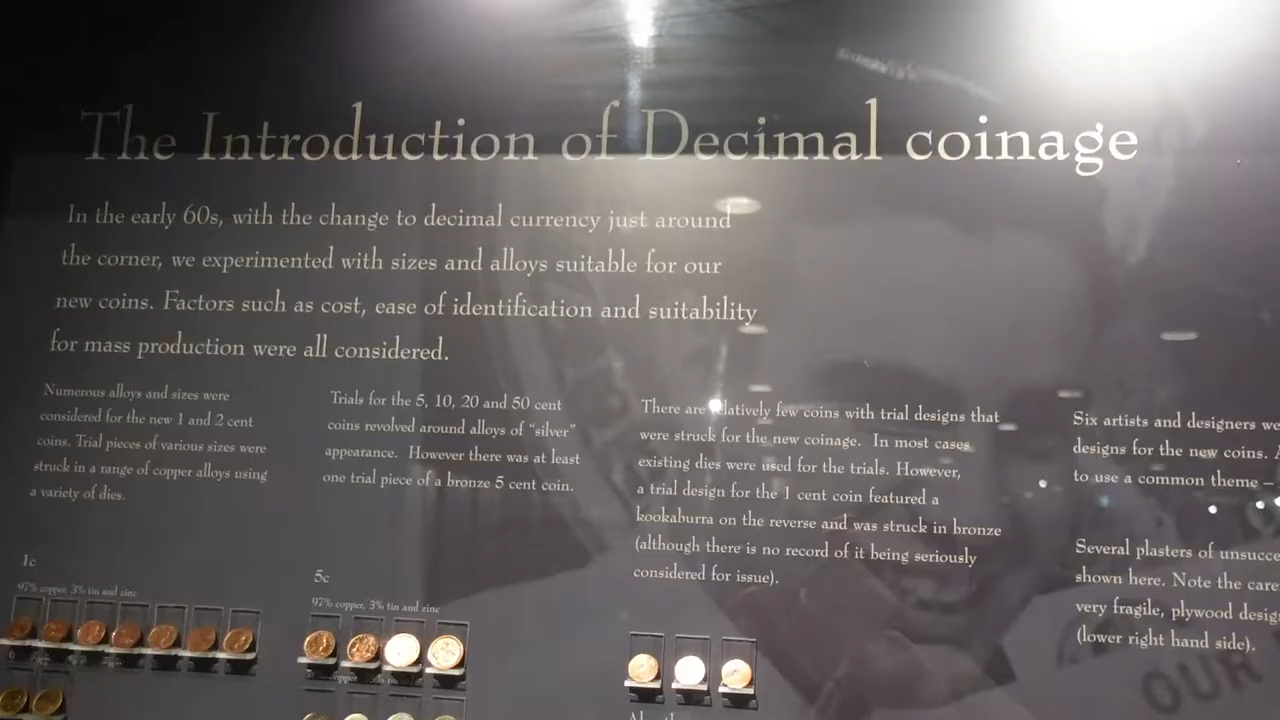 The Introduction of Decimal coinage
In the early 60s, with the change to decimal currency just around
the corner, we experimented with sizes and alloys suitable for our
new coins. Factors such as cost, ease of identification and suitability
for mass production were all considered.
Numerous alloys and sizes were
considered for the new 1 and 2 cent
coins. Trial pieces of various sizes were
struck in a range of copper alloys using
a variety of dies.
1c
97% copper, 3% tin and zinc
Trials for the 5, 10, 20 and 50 cent
coins revolved around alloys of “silver”
appearance. However there was at least
one trial piece of a bronze 5 cent coin.
5c
97% copper, 3% tin and zinc
There are relatively few coins with trial designs that
were struck for the new coinage. In most cases
existing dies were used for the trials. However,
a trial design for the 1 cent coin featured a
kookaburra on the reverse and was struck in bronze
(although there is no record of it being seriously
considered for issue).
Six artists and designers
designs for the new coins.
to use a common theme –
Several plasters of
shown here. Note the
very fragile, plywood
(lower right hand side).
OUR